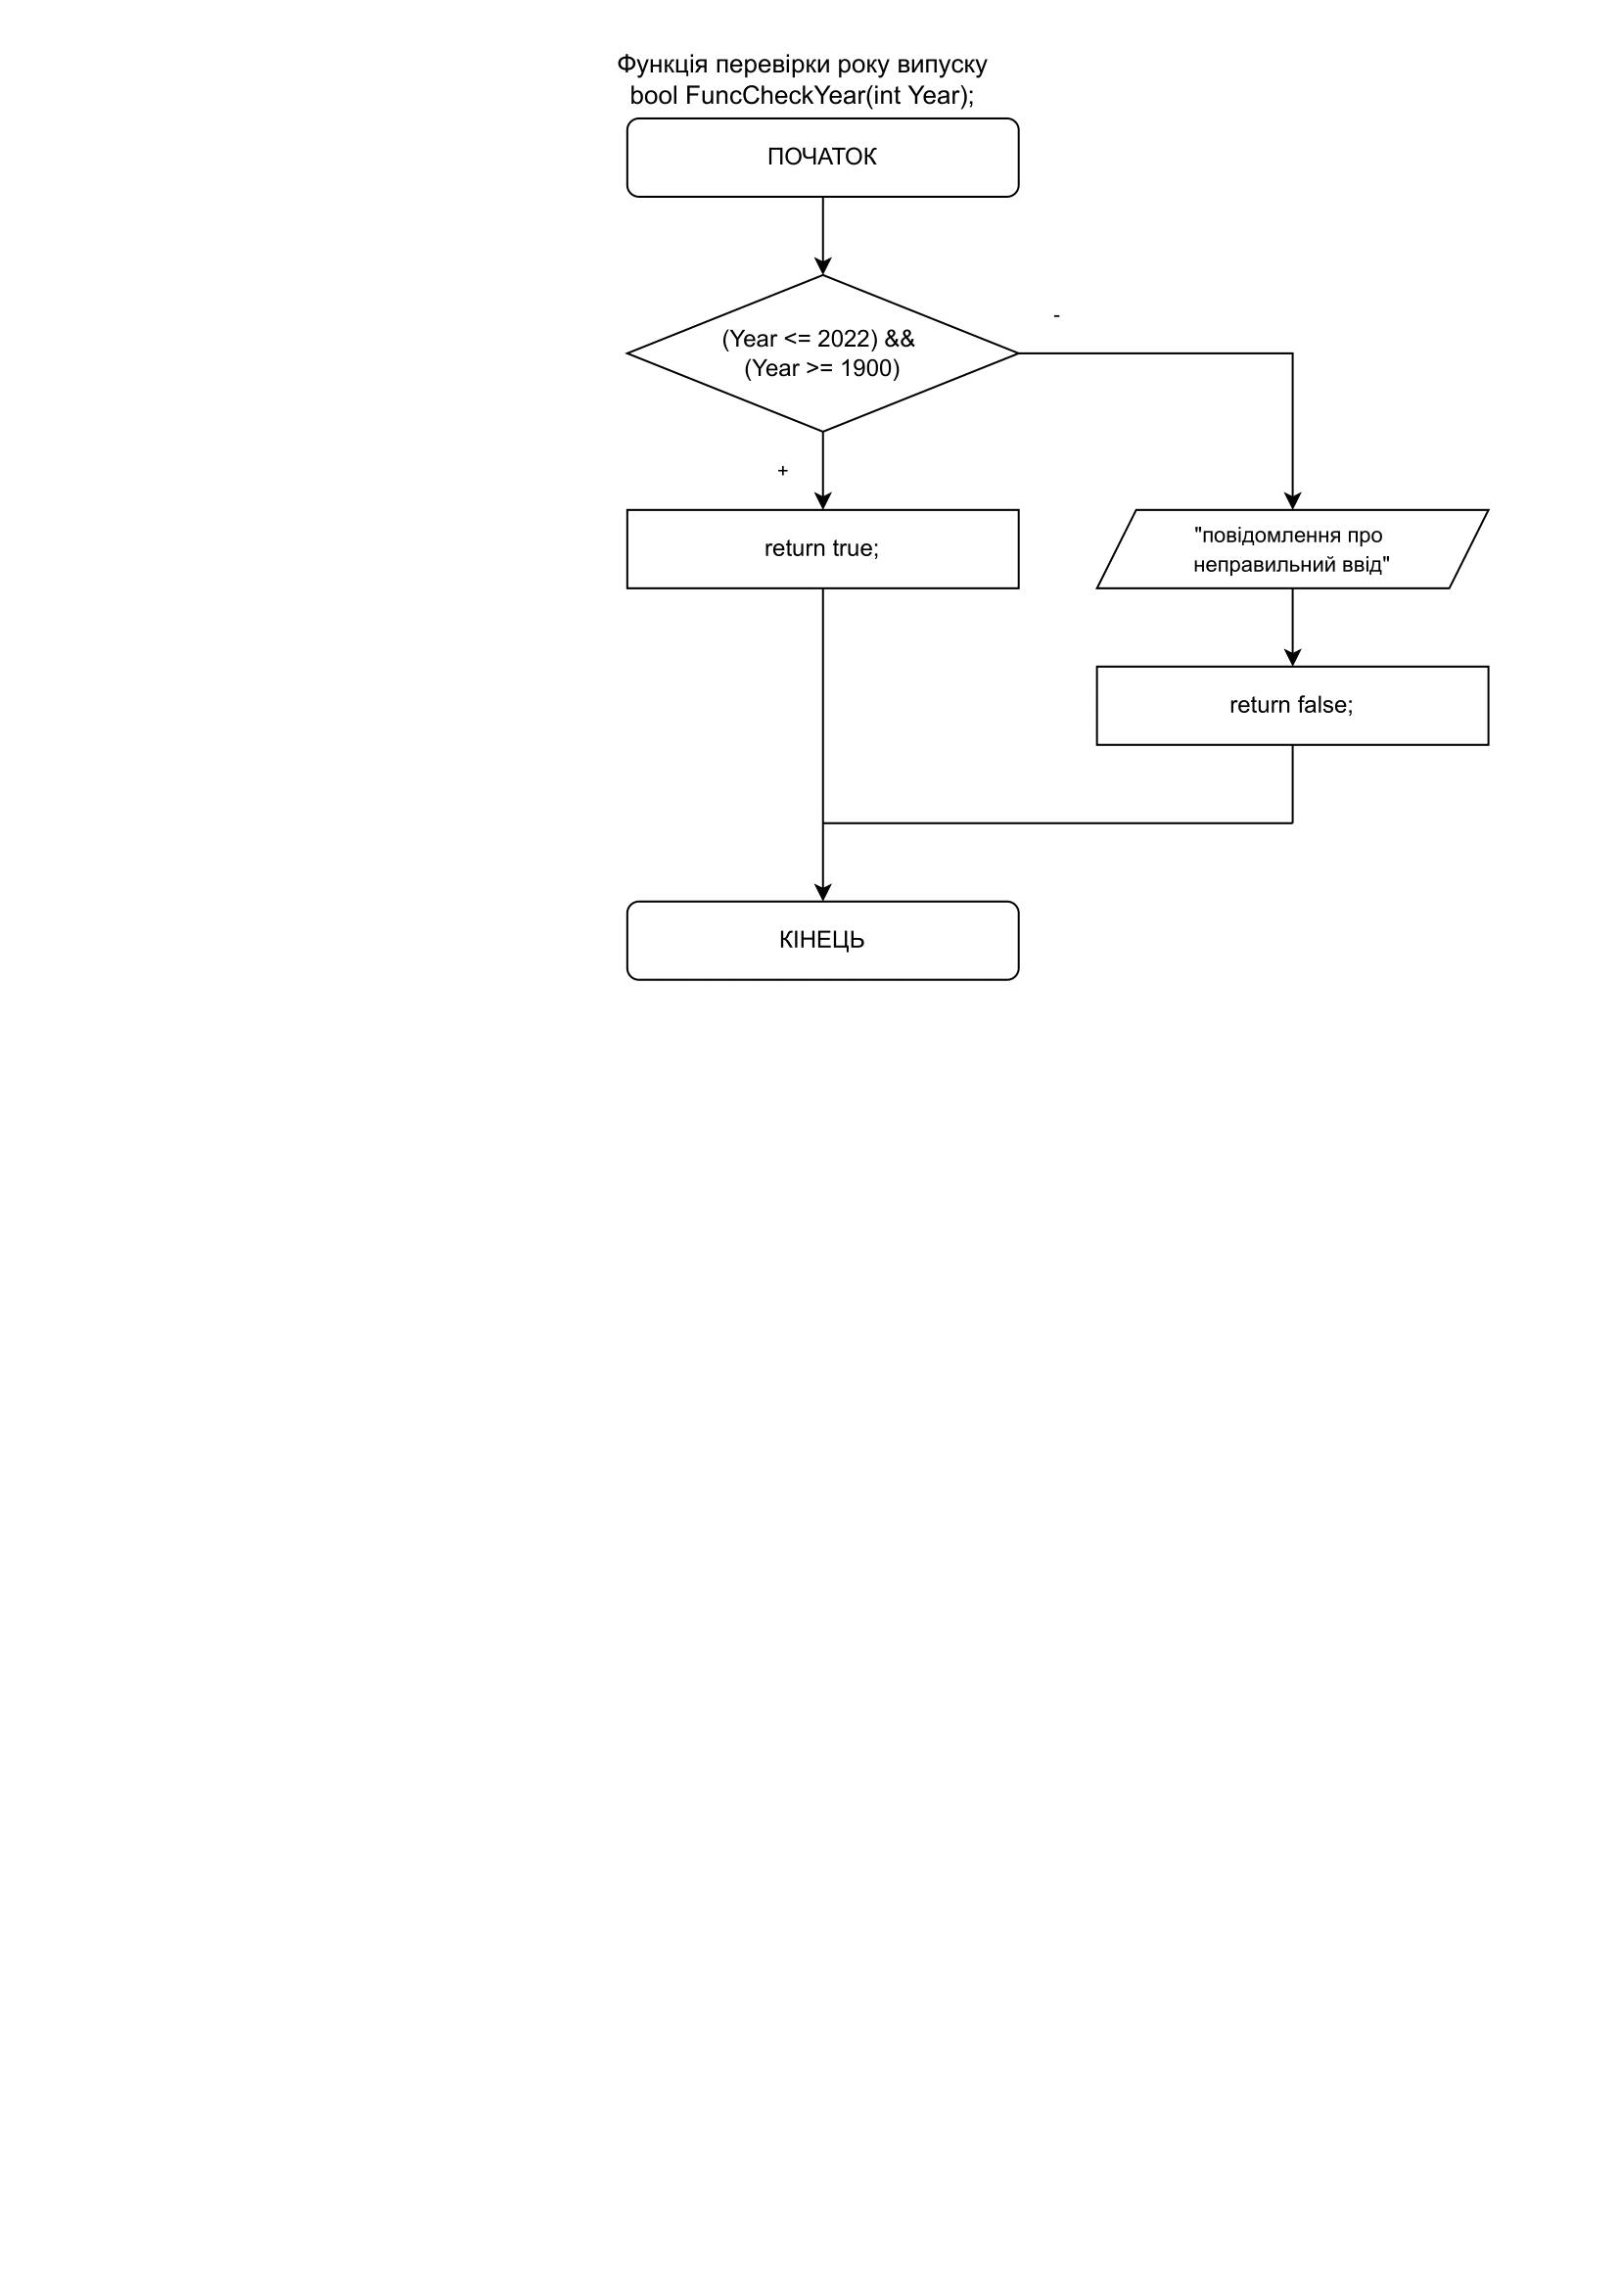 Функція перевірки року випуску
bool FuncCheckYear(int Year);
ПОЧАТОК
(Year <= 2022) &&
(Year >= 1900)
-
+
return true;
"повідомлення про
неправильний ввід"
return false;
КІНЕЦЬ